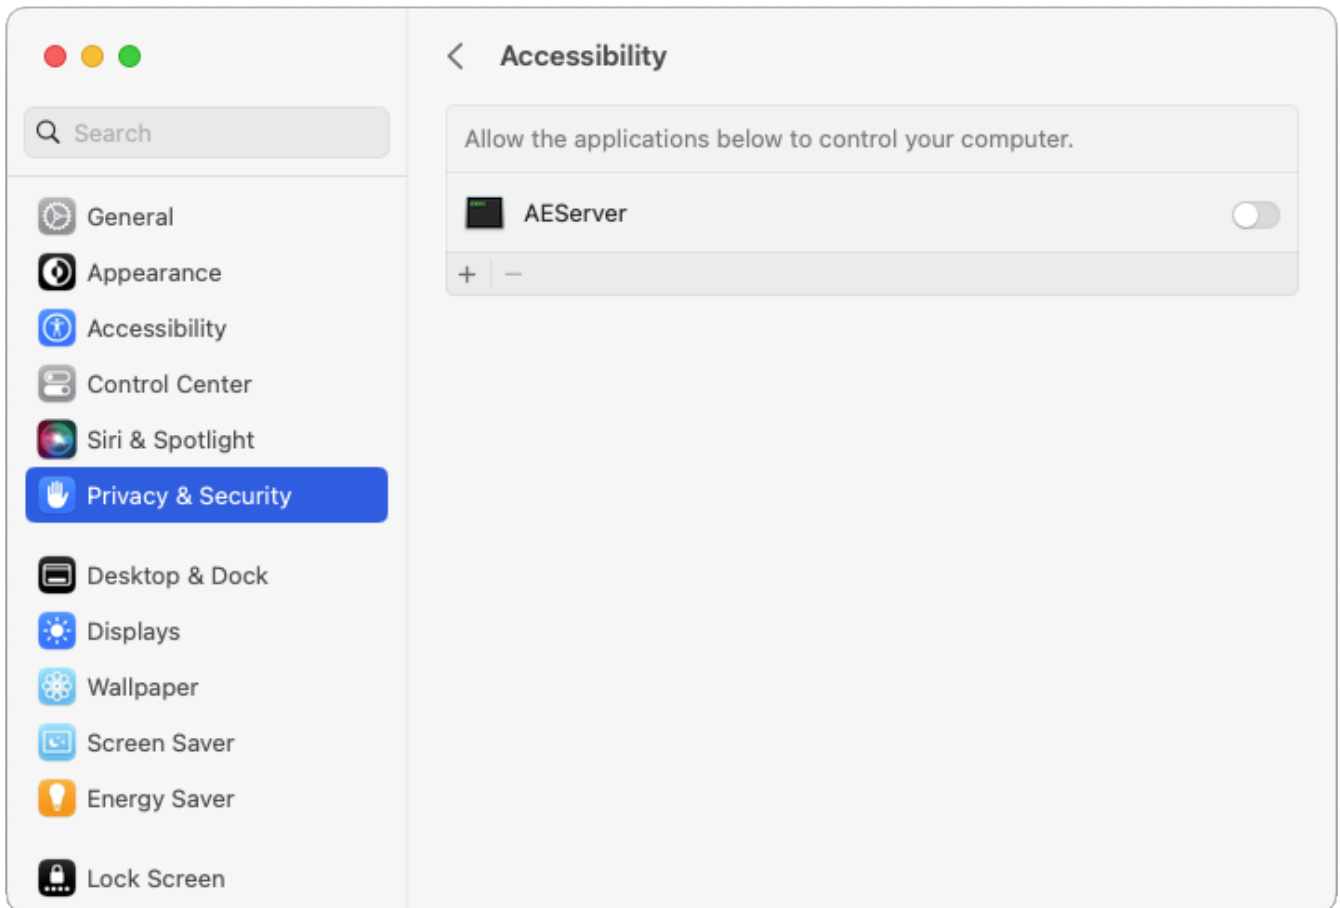 Accessibility
Search
Allow the applications below to control your computer.
AEServer
General
Appearance
Accessibility
Control Center
Siri & Spotlight
Privacy & Security
Desktop & Dock
Displays
Wallpaper
Screen Saver
Energy Saver
Lock Screen